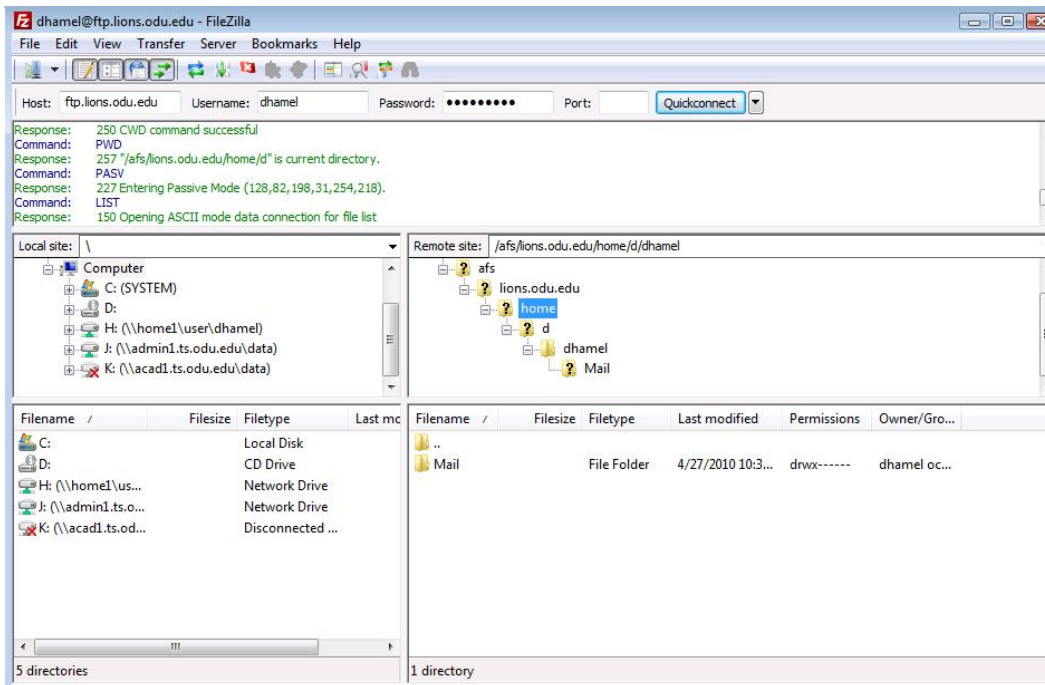 dhamel@ftp.lions.odu.edu - FileZilla
File Edit View Transfer Server Bookmarks Help
Host: ftp.lions.odu.edu Username: dhamel Password: ●●●●●●●●● Port: Quickconnect
Response: 250 CWD command successful
Command: PWD
Response: 257 "/afs/lions.odu.edu/home/d" is current directory.
Command: PASV
Response: 227 Entering Passive Mode (128,82,198,31,254,218).
Command: LIST
Response: 150 Opening ASCII mode data connection for file list
Local site: \
Computer
C: (SYSTEM)
D:
H: (\\home1\user\dhamel)
J: (\\admin1.ts.odu.edu\data)
K: (\\acad1.ts.odu.edu\data)
Remote site: /afs/lions.odu.edu/home/d/dhamel
afs
lions.odu.edu
home
d
dhamel
Mail
Filename / Filesize Filetype Last mc
C: Local Disk
D: CD Drive
H: (\\home1\us... Network Drive
J: (\\admin1.ts.o... Network Drive
K: (\\acad1.ts.od... Disconnected ...
5 directories
Filename / Filesize Filetype Last modified Permissions Owner/Gro...
..
Mail File Folder 4/27/2010 10:3... drwx------ dhamel oc...
1 directory